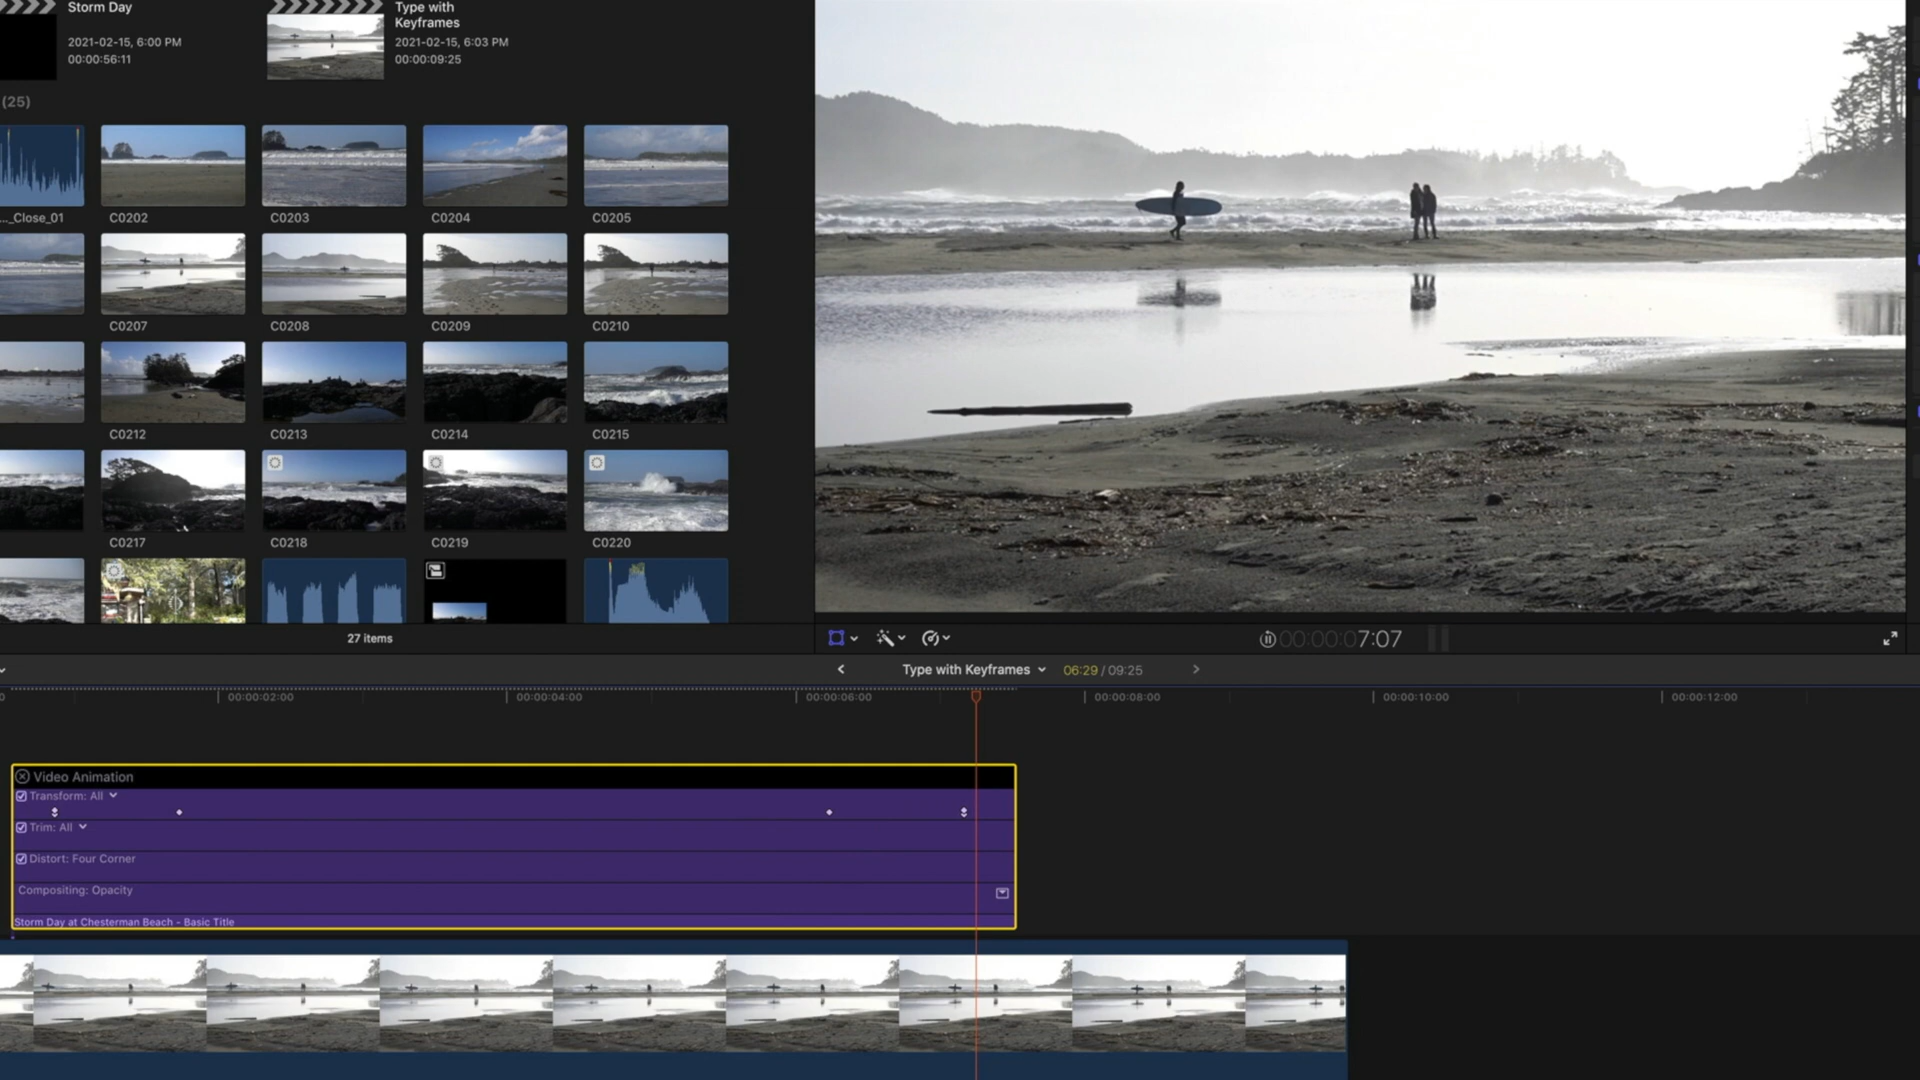 Storm Day
2021-02-15, 6:00 PM
00:00:56:11
Type with
Keyframes
2021-02-15, 6:03 PM
00:00:09:25
(25)
..._Close_01
C0202
C0203
C0204
C0205
C0207
C0208
C0209
C0210
C0212
C0213
C0214
C0215
C0217
C0218
C0219
C0220
27 items
00:00:07:07
Type with Keyframes
06:29 / 09:25
0
00:00:02:00
00:00:04:00
00:00:06:00
00:00:08:00
00:00:10:00
00:00:12:00
Video Animation
Transform: All
Trim: All
Distort: Four Corner
Compositing: Opacity
Storm Day at Chesterman Beach - Basic Title